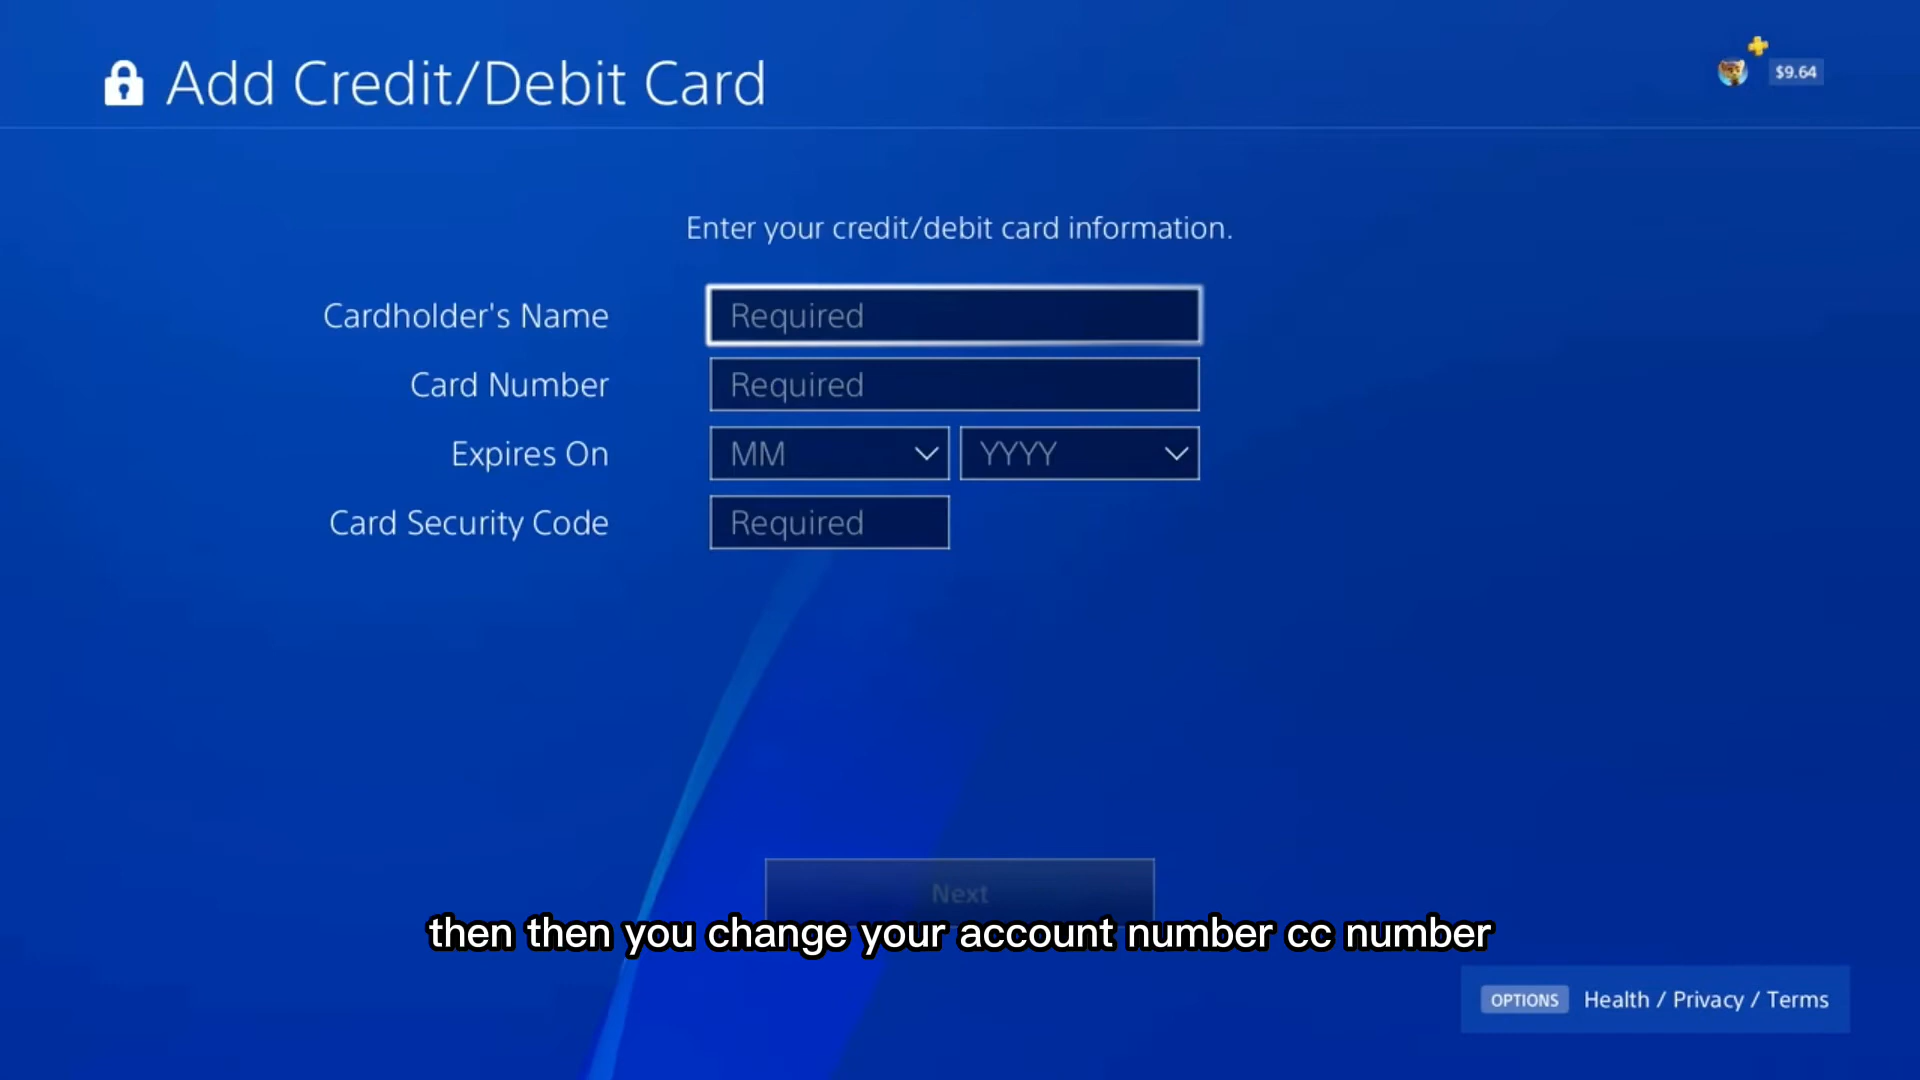 Add Credit/Debit Card
$9.64
Enter your credit/debit card information.
Cardholder's Name Required
Card Number Required
Expires On MM YYYY
Card Security Code Required
Next
then then you change your account number cc number
OPTIONS Health / Privacy / Terms